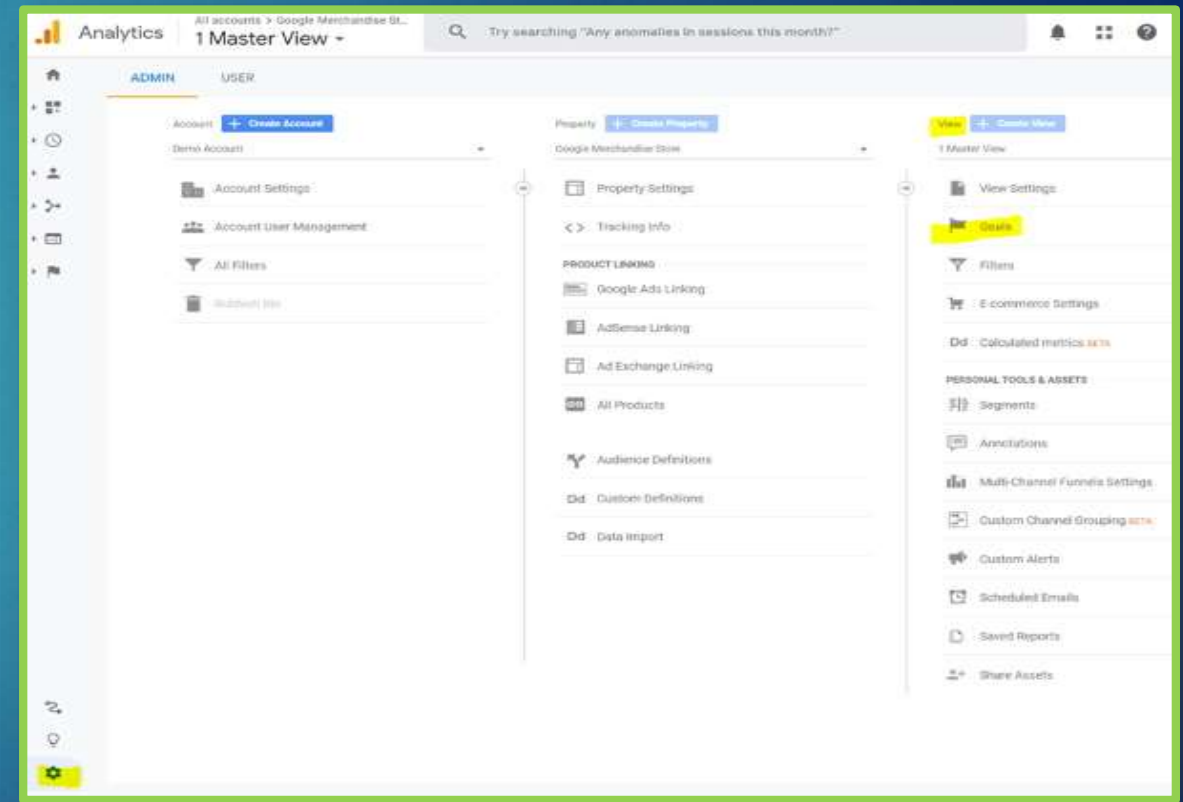 All accounts > Google Merchandise St...
Analytics
1 Master View
Try searching "Any anomalies in sessions this month?"
ADMIN
USER
Account
+ Create Account
Demo Account
Account Settings
Account User Management
All Filters
Property
+ Create Property
Google Merchandise Store
Property Settings
<> Tracking Info
PRODUCT LINKING
Google Ads Linking
AdSense Linking
Ad Exchange Linking
All Products
Audience Definitions
Dd Custom Definitions
Dd Data Import
View
+ Create View
1 Master View
View Settings
Goals
Filters
E-commerce Settings
Dd Calculated metrics BETA
PERSONAL TOOLS & ASSETS
Segments
Annotations
Multi-Channel Funnels Settings
Custom Channel Grouping BETA
Custom Alerts
Scheduled Emails
Saved Reports
Share Assets